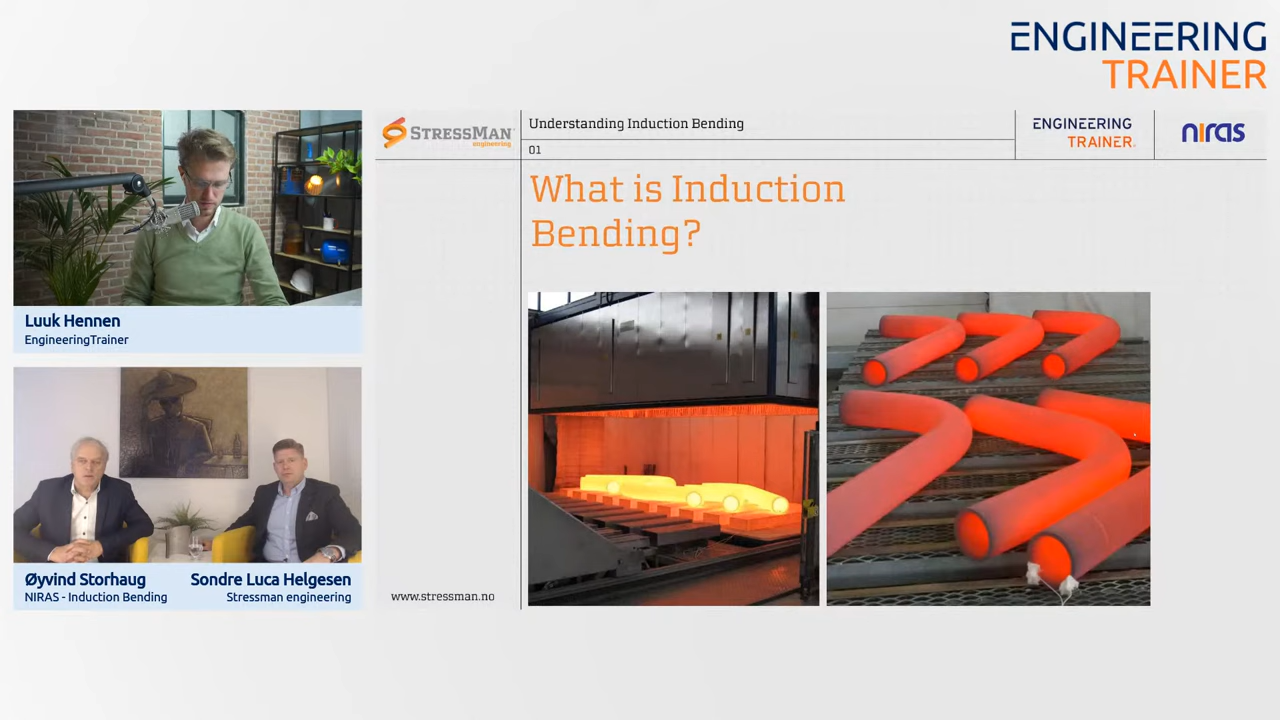 ENGINEERING
TRAINER
Luuk Hennen
EngineeringTrainer
Øyvind Storhaug
NIRAS - Induction Bending
Sondre Luca Helgesen
Stressman engineering
STRESSMAN
engineering
Understanding Induction Bending
01
ENGINEERING
TRAINER
niras
What is Induction
Bending?
www.stressman.no